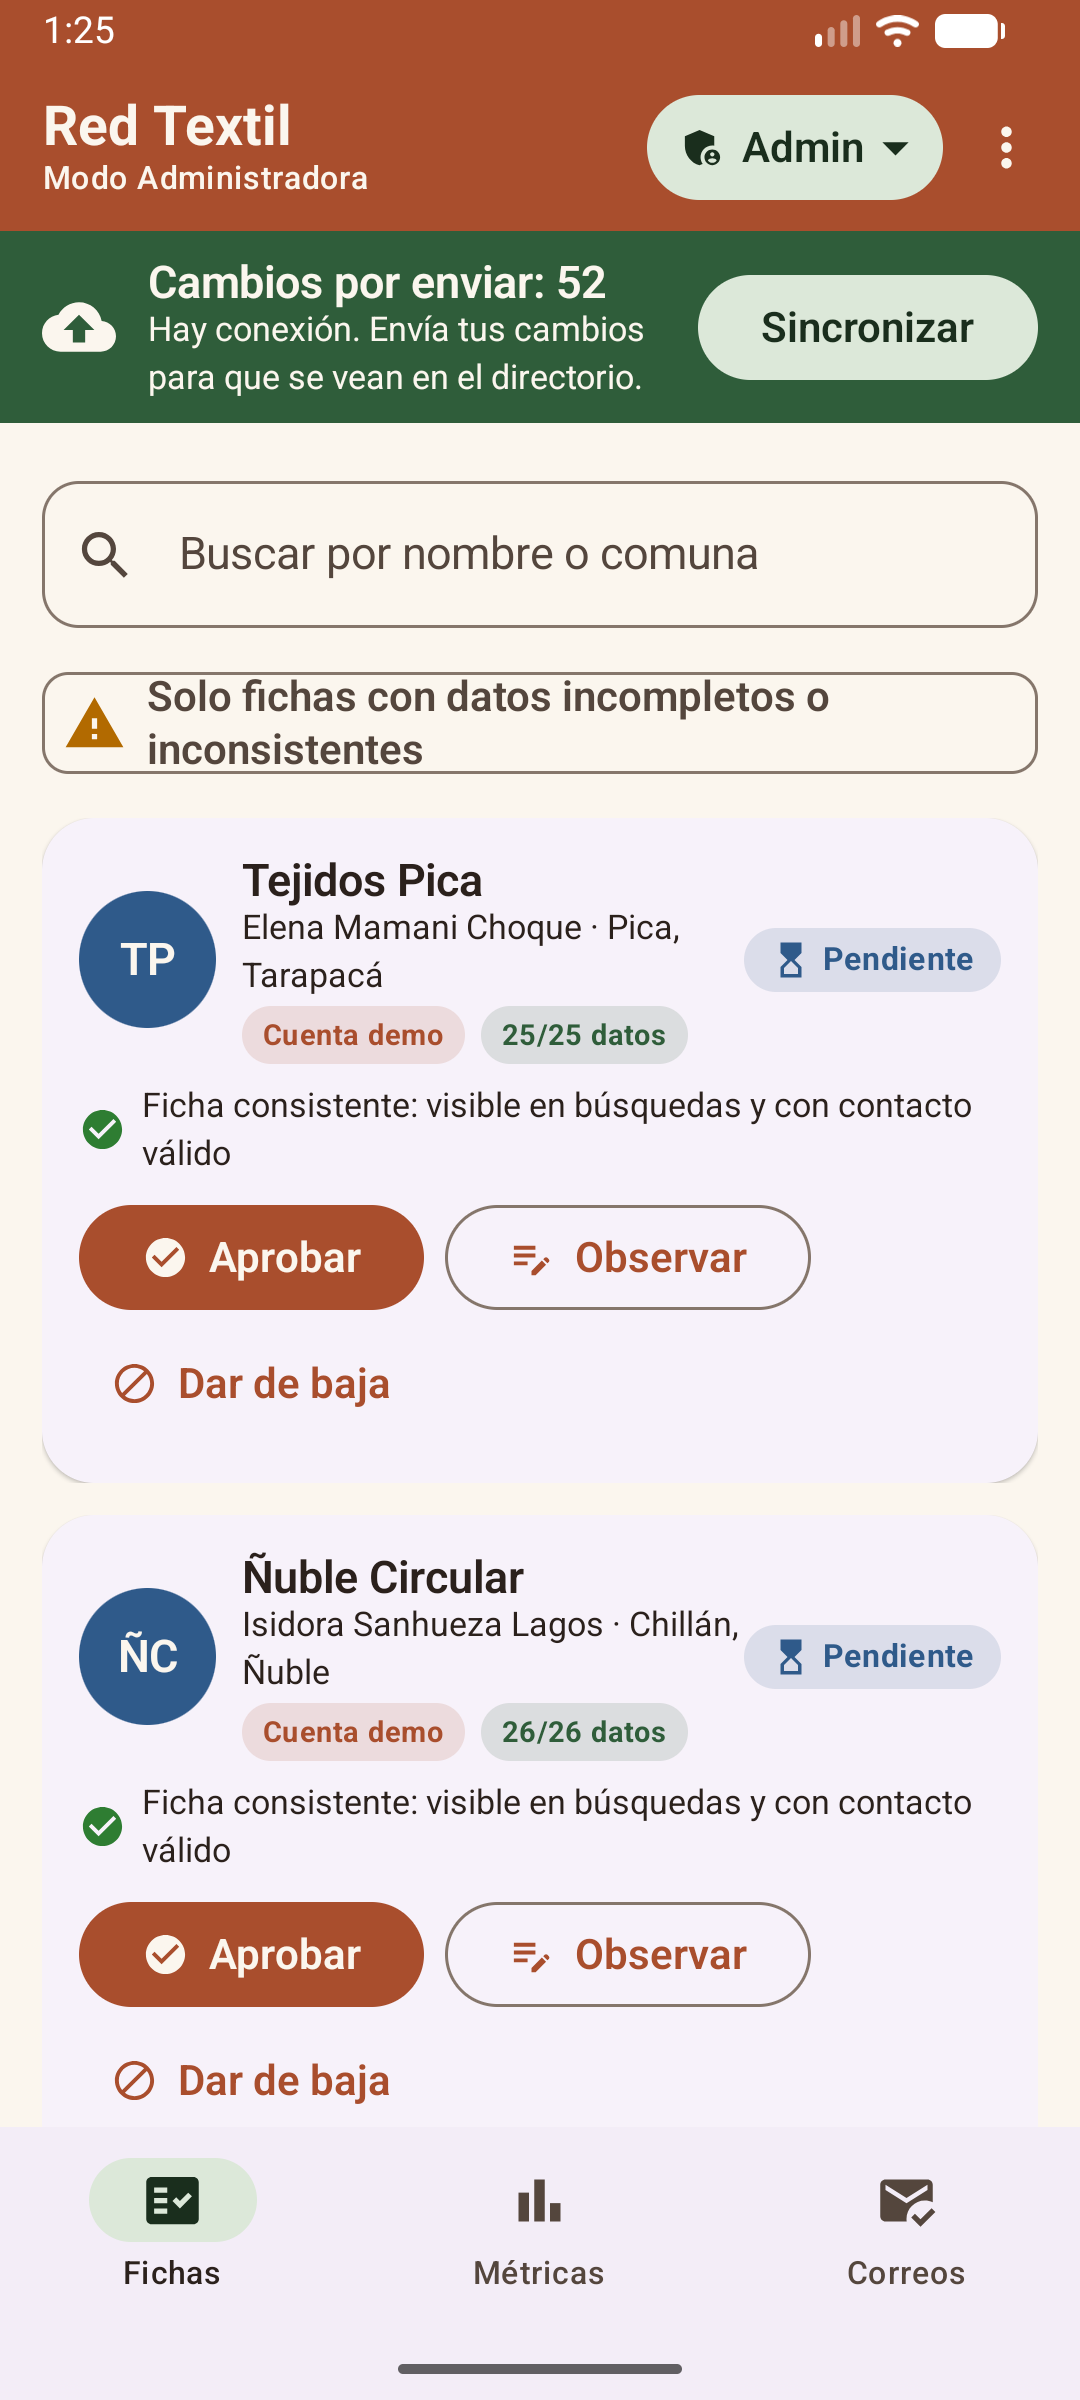 1:25
Red Textil
Modo Administradora
Admin
Cambios por enviar: 52
Hay conexión. Envía tus cambios
para que se vean en el directorio.
Sincronizar
Buscar por nombre o comuna
Solo fichas con datos incompletos o
inconsistentes
TP
Tejidos Pica
Elena Mamani Choque · Pica,
Tarapacá
Pendiente
Cuenta demo
25/25 datos
Ficha consistente: visible en búsquedas y con contacto
válido
Aprobar
Observar
Dar de baja
ÑC
Ñuble Circular
Isidora Sanhueza Lagos · Chillán,
Ñuble
Pendiente
Cuenta demo
26/26 datos
Ficha consistente: visible en búsquedas y con contacto
válido
Aprobar
Observar
Dar de baja
Fichas
Métricas
Correos